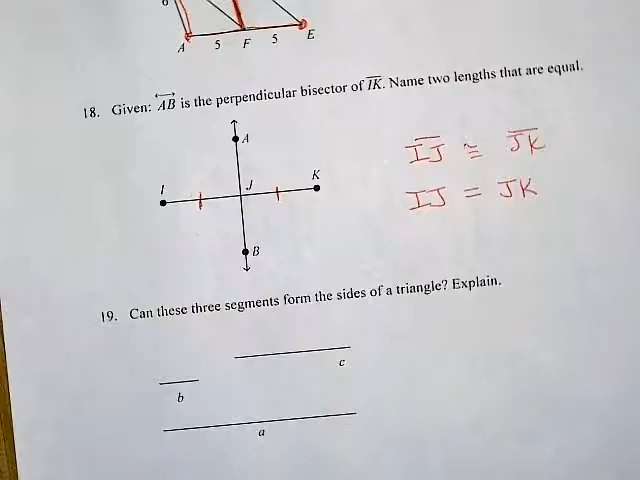 6
A 5 F 5 E
18. Given: AB is the perpendicular bisector of IK. Name two lengths that are equal.
A
IJ ≅ JK
I J K
IJ = JK
B
19. Can these three segments form the sides of a triangle? Explain.
c
b
a